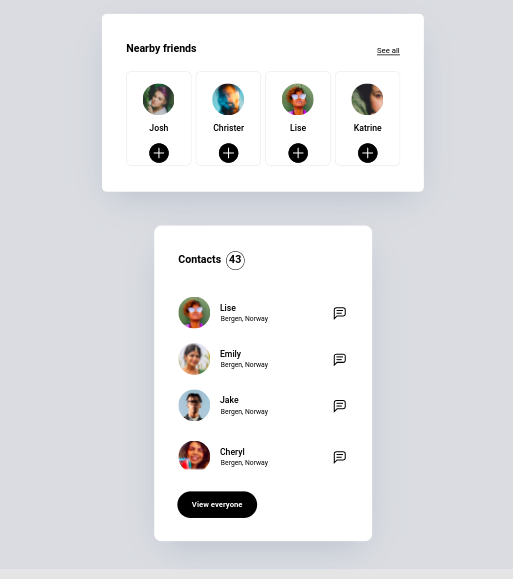 Nearby friends
See all
Josh
Christer
Lise
Katrine
Contacts 43
Lise
Bergen, Norway
Emily
Bergen, Norway
Jake
Bergen, Norway
Cheryl
Bergen, Norway
View everyone